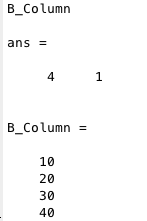 B_Column
ans =
4 1
B_Column =
10
20
30
40